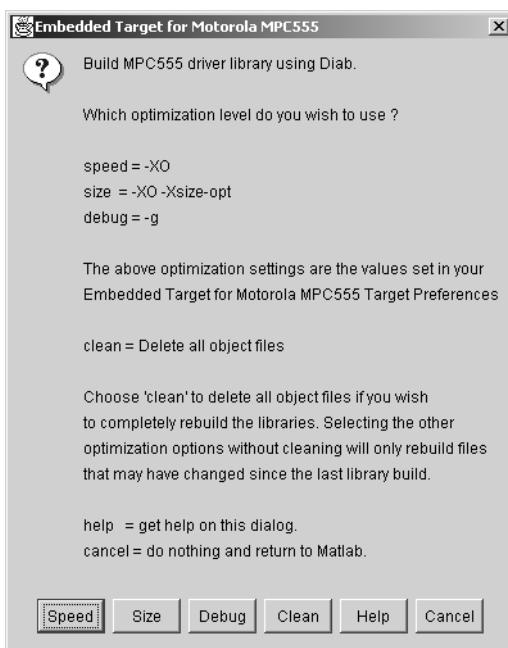 Embedded Target for Motorola MPC555
Build MPC555 driver library using Diab.
Which optimization level do you wish to use ?
speed = -XO
size = -XO -Xsize-opt
debug = -g
The above optimization settings are the values set in your
Embedded Target for Motorola MPC555 Target Preferences
clean = Delete all object files
Choose 'clean' to delete all object files if you wish
to completely rebuild the libraries. Selecting the other
optimization options without cleaning will only rebuild files
that may have changed since the last library build.
help = get help on this dialog.
cancel = do nothing and return to Matlab.
Speed Size Debug Clean Help Cancel